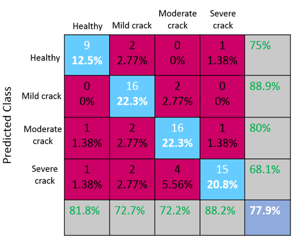 Healthy Mild crack Moderate crack Severe crack
Predicted Class
Healthy 9 2 0 1 75%
12.5% 2.77% 0% 1.38%
Mild crack 0 16 2 0 88.9%
0% 22.3% 2.77% 0%
Moderate crack 1 2 16 1 80%
1.38% 2.77% 22.3% 1.38%
Severe crack 1 2 4 15 68.1%
1.38% 2.77% 5.56% 20.8%
81.8% 72.7% 72.2% 88.2% 77.9%